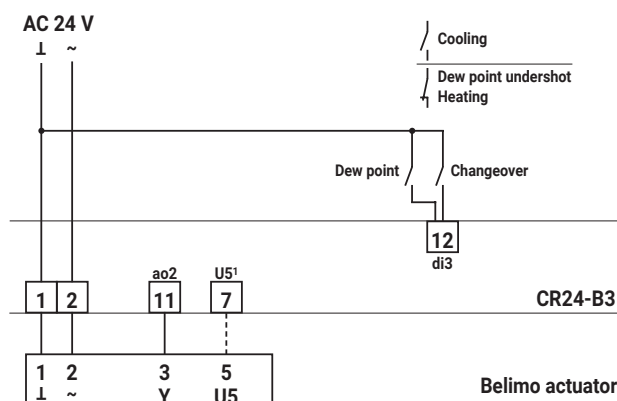 AC 24 V
⊥ ~
Cooling
Dew point undershot
Heating
Dew point
Changeover
12
di3
ao2
U5¹
1 2 11 7
CR24-B3
1 2 3 5
⊥ ~ Y U5
Belimo actuator